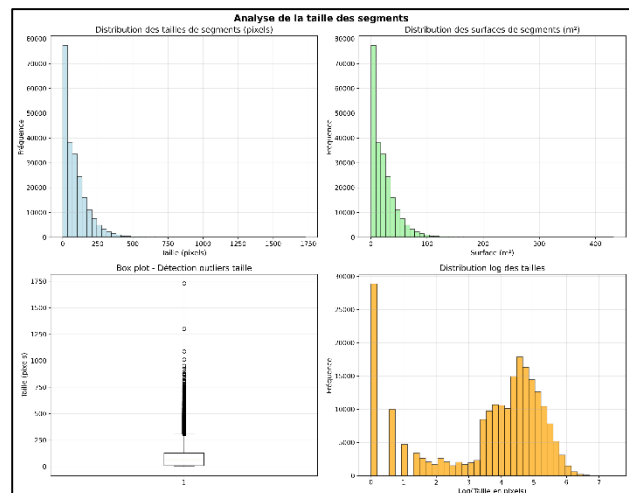 Analyse de la taille des segments
Distribution des tailles de segments (pixels)
80000
70000
60000
50000
40000
30000
20000
10000
0
Fréquence
0 250 500 750 1000 1250 1500 1750
Taille (pixels)
Distribution des surfaces de segments (m²)
80000
70000
60000
50000
40000
30000
20000
10000
0
Fréquence
0 100 200 300 400
Surface (m²)
Box plot - Détection outliers taille
1750
1500
1250
1000
750
500
250
0
Taille (pixels)
1
Distribution log des tailles
30000
25000
20000
15000
10000
5000
0
Fréquence
0 1 2 3 4 5 6 7
Log(Taille en pixels)